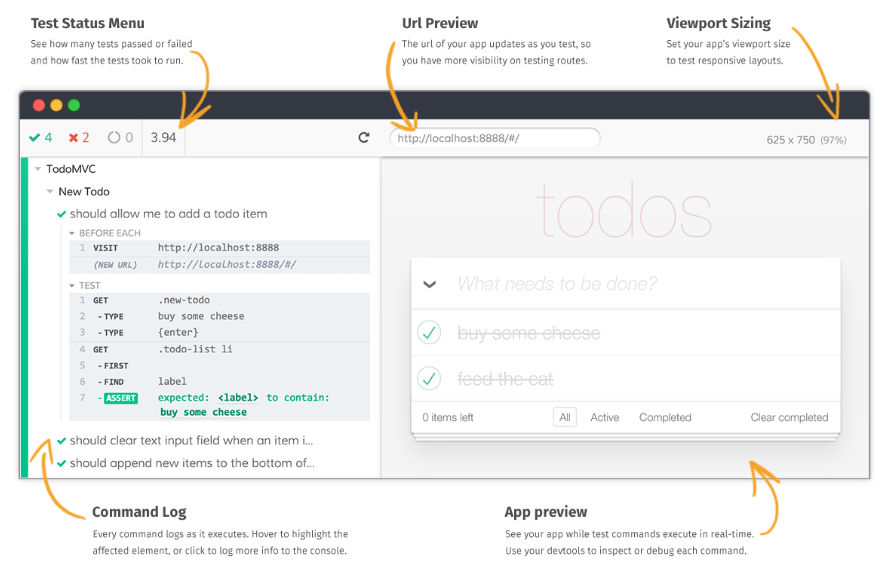 Test Status Menu
See how many tests passed or failed
and how fast the tests took to run.
Url Preview
The url of your app updates as you test, so
you have more visibility on testing routes.
Viewport Sizing
Set your app's viewport size
to test responsive layouts.
4 2 0 3.94
http://localhost:8888/#/
625 x 750 (97%)
TodoMVC
New Todo
should allow me to add a todo item
BEFORE EACH
1 VISIT http://localhost:8888
(NEW URL) http://localhost:8888/#/
TEST
1 GET .new-todo
2 -TYPE buy some cheese
3 -TYPE {enter}
4 GET .todo-list li
5 -FIRST
6 -FIND label
7 -ASSERT expected: <label> to contain:
buy some cheese
should clear text input field when an item i...
should append new items to the bottom of...
todos
What needs to be done?
buy some cheese
feed the cat
0 items left All Active Completed Clear completed
Command Log
Every command logs as it executes. Hover to highlight the
affected element, or click to log more info to the console.
App preview
See your app while test commands execute in real-time.
Use your devtools to inspect or debug each command.